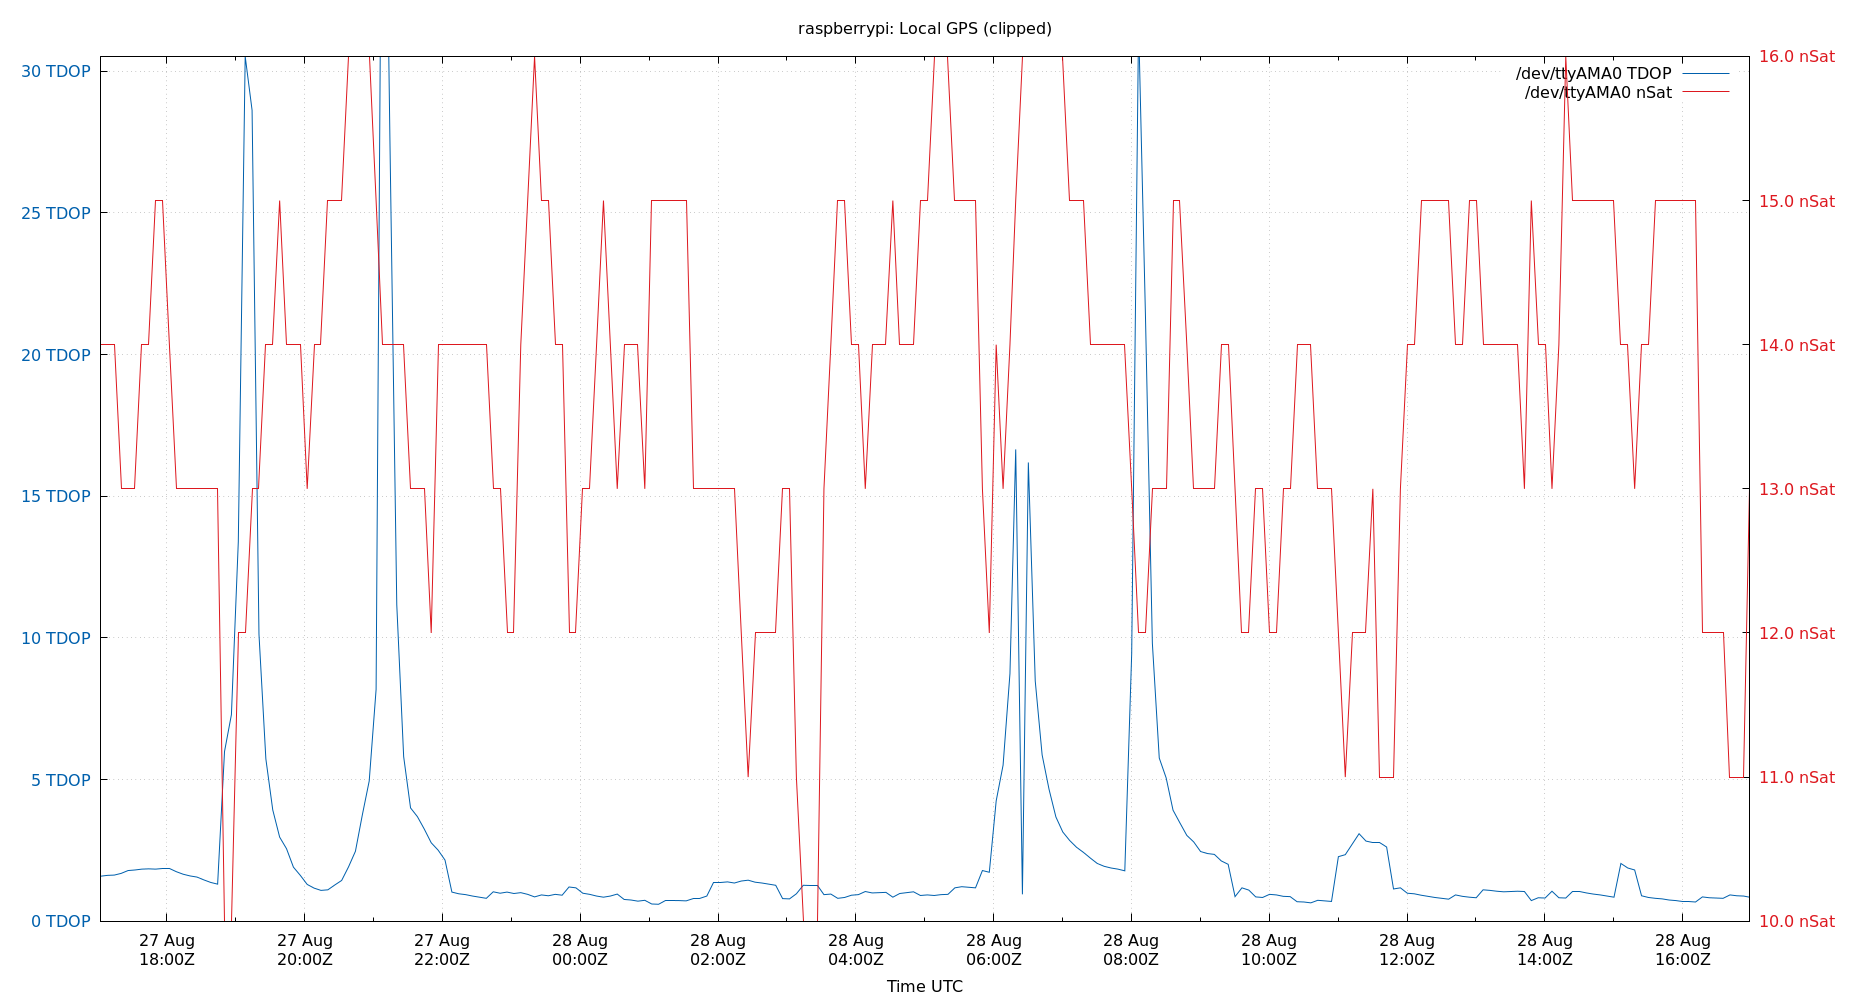 raspberrypi: Local GPS (clipped)
30 TDOP
25 TDOP
20 TDOP
15 TDOP
10 TDOP
5 TDOP
0 TDOP
16.0 nSat
15.0 nSat
14.0 nSat
13.0 nSat
12.0 nSat
11.0 nSat
10.0 nSat
/dev/ttyAMA0 TDOP
/dev/ttyAMA0 nSat
27 Aug
18:00Z
27 Aug
20:00Z
27 Aug
22:00Z
28 Aug
00:00Z
28 Aug
02:00Z
28 Aug
04:00Z
28 Aug
06:00Z
28 Aug
08:00Z
28 Aug
10:00Z
28 Aug
12:00Z
28 Aug
14:00Z
28 Aug
16:00Z
Time UTC